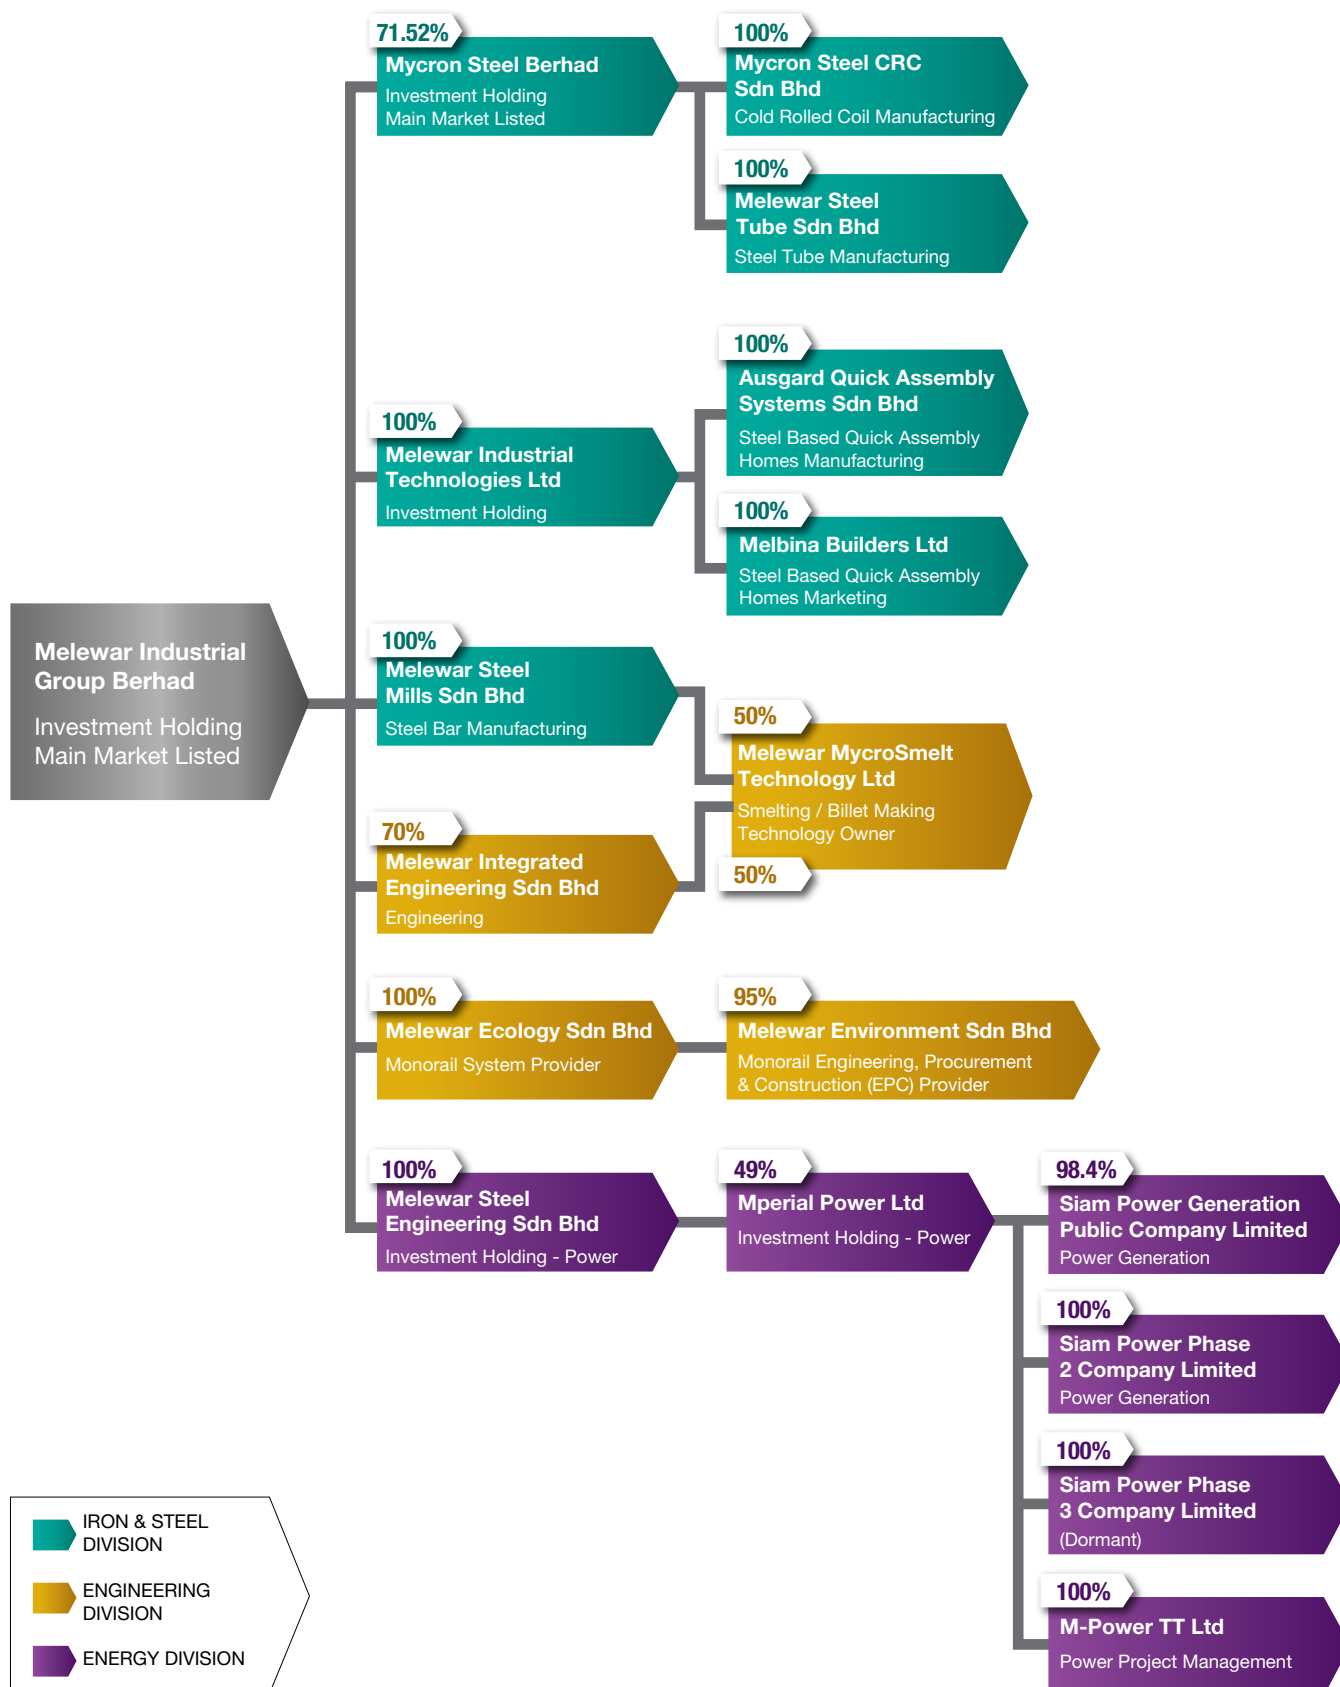 Melewar Industrial
Group Berhad
Investment Holding
Main Market Listed
71.52%
Mycron Steel Berhad
Investment Holding
Main Market Listed
100%
Mycron Steel CRC
Sdn Bhd
Cold Rolled Coil Manufacturing
100%
Melewar Steel
Tube Sdn Bhd
Steel Tube Manufacturing
100%
Melewar Industrial
Technologies Ltd
Investment Holding
100%
Ausgard Quick Assembly
Systems Sdn Bhd
Steel Based Quick Assembly
Homes Manufacturing
100%
Melbina Builders Ltd
Steel Based Quick Assembly
Homes Marketing
100%
Melewar Steel
Mills Sdn Bhd
Steel Bar Manufacturing
50%
Melewar MycroSmelt
Technology Ltd
Smelting / Billet Making
Technology Owner
50%
70%
Melewar Integrated
Engineering Sdn Bhd
Engineering
100%
Melewar Ecology Sdn Bhd
Monorail System Provider
95%
Melewar Environment Sdn Bhd
Monorail Engineering, Procurement
& Construction (EPC) Provider
100%
Melewar Steel
Engineering Sdn Bhd
Investment Holding - Power
49%
Mperial Power Ltd
Investment Holding - Power
98.4%
Siam Power Generation
Public Company Limited
Power Generation
100%
Siam Power Phase
2 Company Limited
Power Generation
100%
Siam Power Phase
3 Company Limited
(Dormant)
100%
M-Power TT Ltd
Power Project Management
IRON & STEEL
DIVISION
ENGINEERING
DIVISION
ENERGY DIVISION